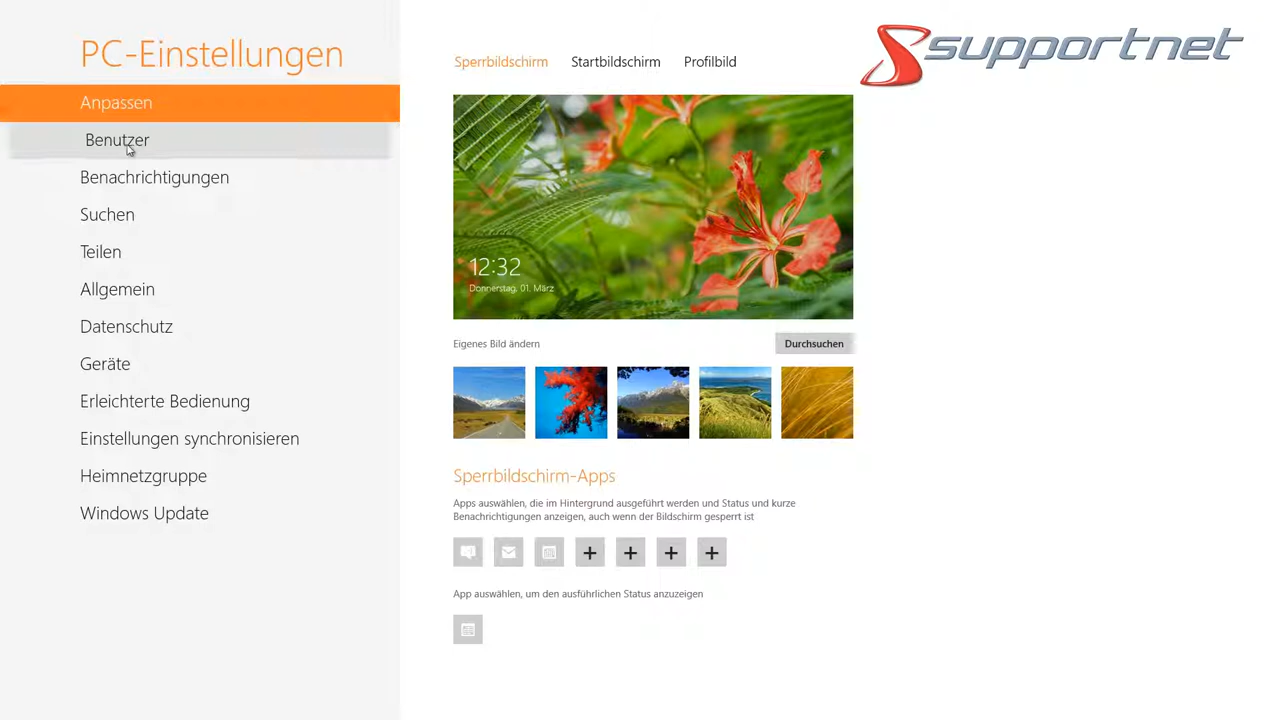 PC-Einstellungen
Anpassen
Benutzer
Benachrichtigungen
Suchen
Teilen
Allgemein
Datenschutz
Geräte
Erleichterte Bedienung
Einstellungen synchronisieren
Heimnetzgruppe
Windows Update
supportnet
Sperrbildschirm Startbildschirm Profilbild
12:32
Donnerstag, 01. März
Eigenes Bild ändern
Durchsuchen
Sperrbildschirm-Apps
Apps auswählen, die im Hintergrund ausgeführt werden und Status und kurze
Benachrichtigungen anzeigen, auch wenn der Bildschirm gesperrt ist
App auswählen, um den ausführlichen Status anzuzeigen